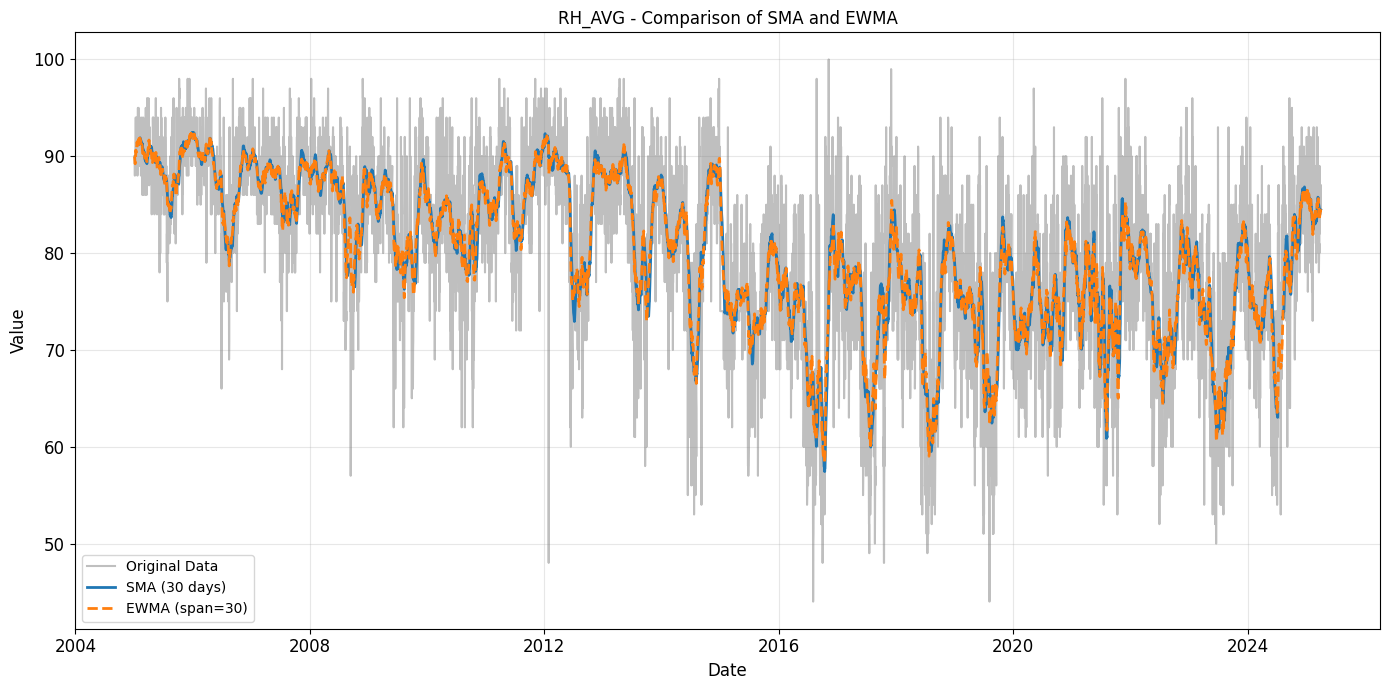 RH_AVG - Comparison of SMA and EWMA
Value
100
90
80
70
60
50
Original Data
SMA (30 days)
EWMA (span=30)
2004
2008
2012
2016
2020
2024
Date